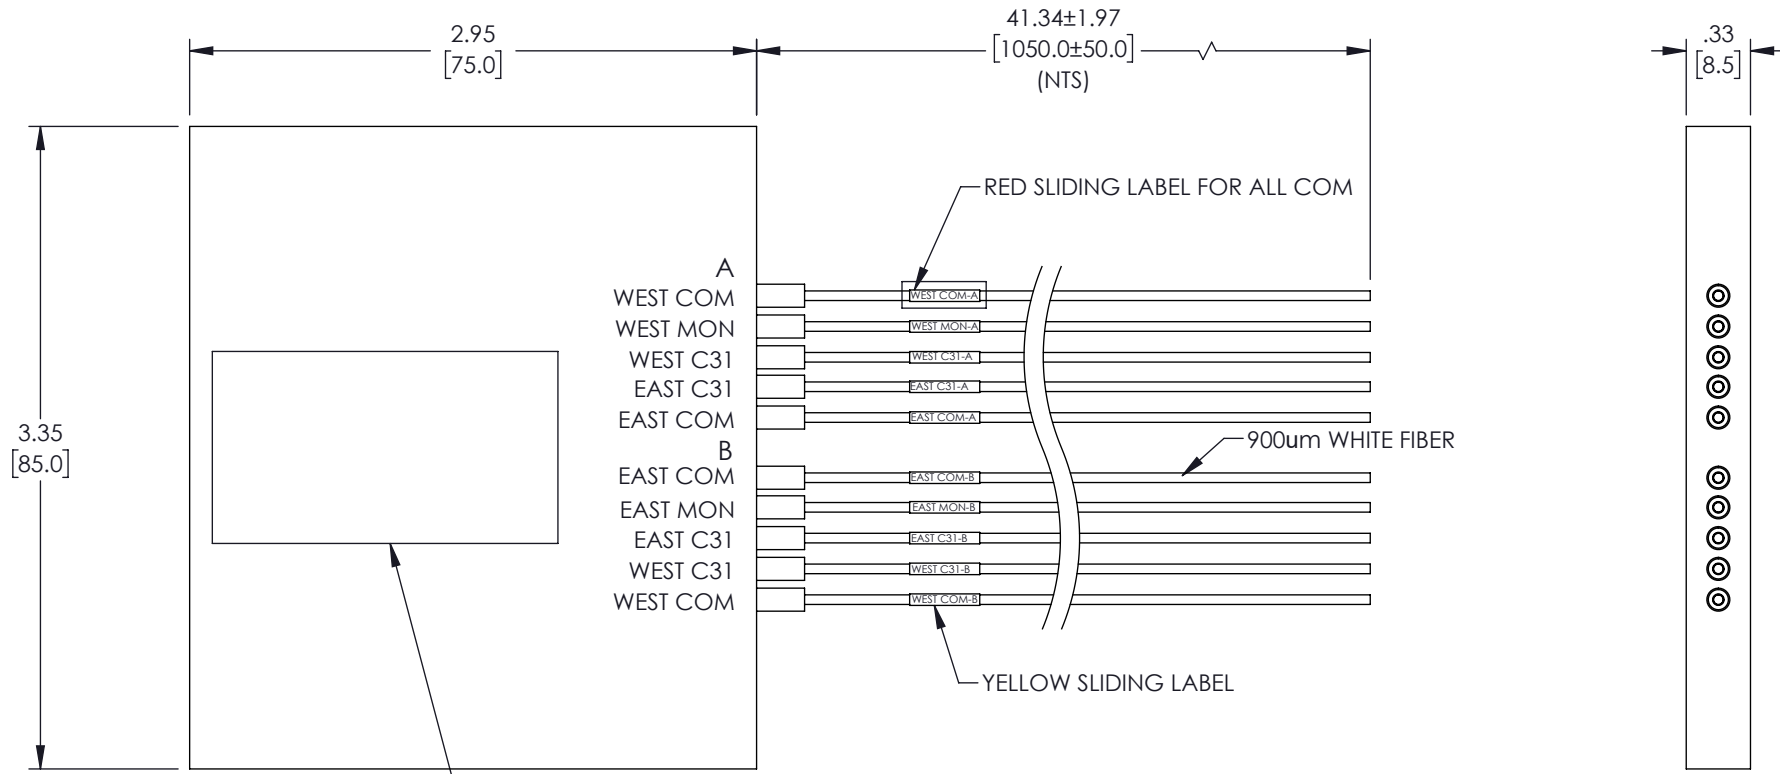 2.95
[75.0]
41.34±1.97
[1050.0±50.0]
(NTS)
.33
[8.5]
3.35
[85.0]
RED SLIDING LABEL FOR ALL COM
A
WEST COM
WEST MON
WEST C31
EAST C31
EAST COM
B
EAST COM
EAST MON
EAST C31
WEST C31
WEST COM
WEST COM-A
WEST MON-A
WEST C31-A
EAST C31-A
EAST COM-A
EAST COM-B
EAST MON-B
EAST C31-B
WEST C31-B
WEST COM-B
900um WHITE FIBER
YELLOW SLIDING LABEL